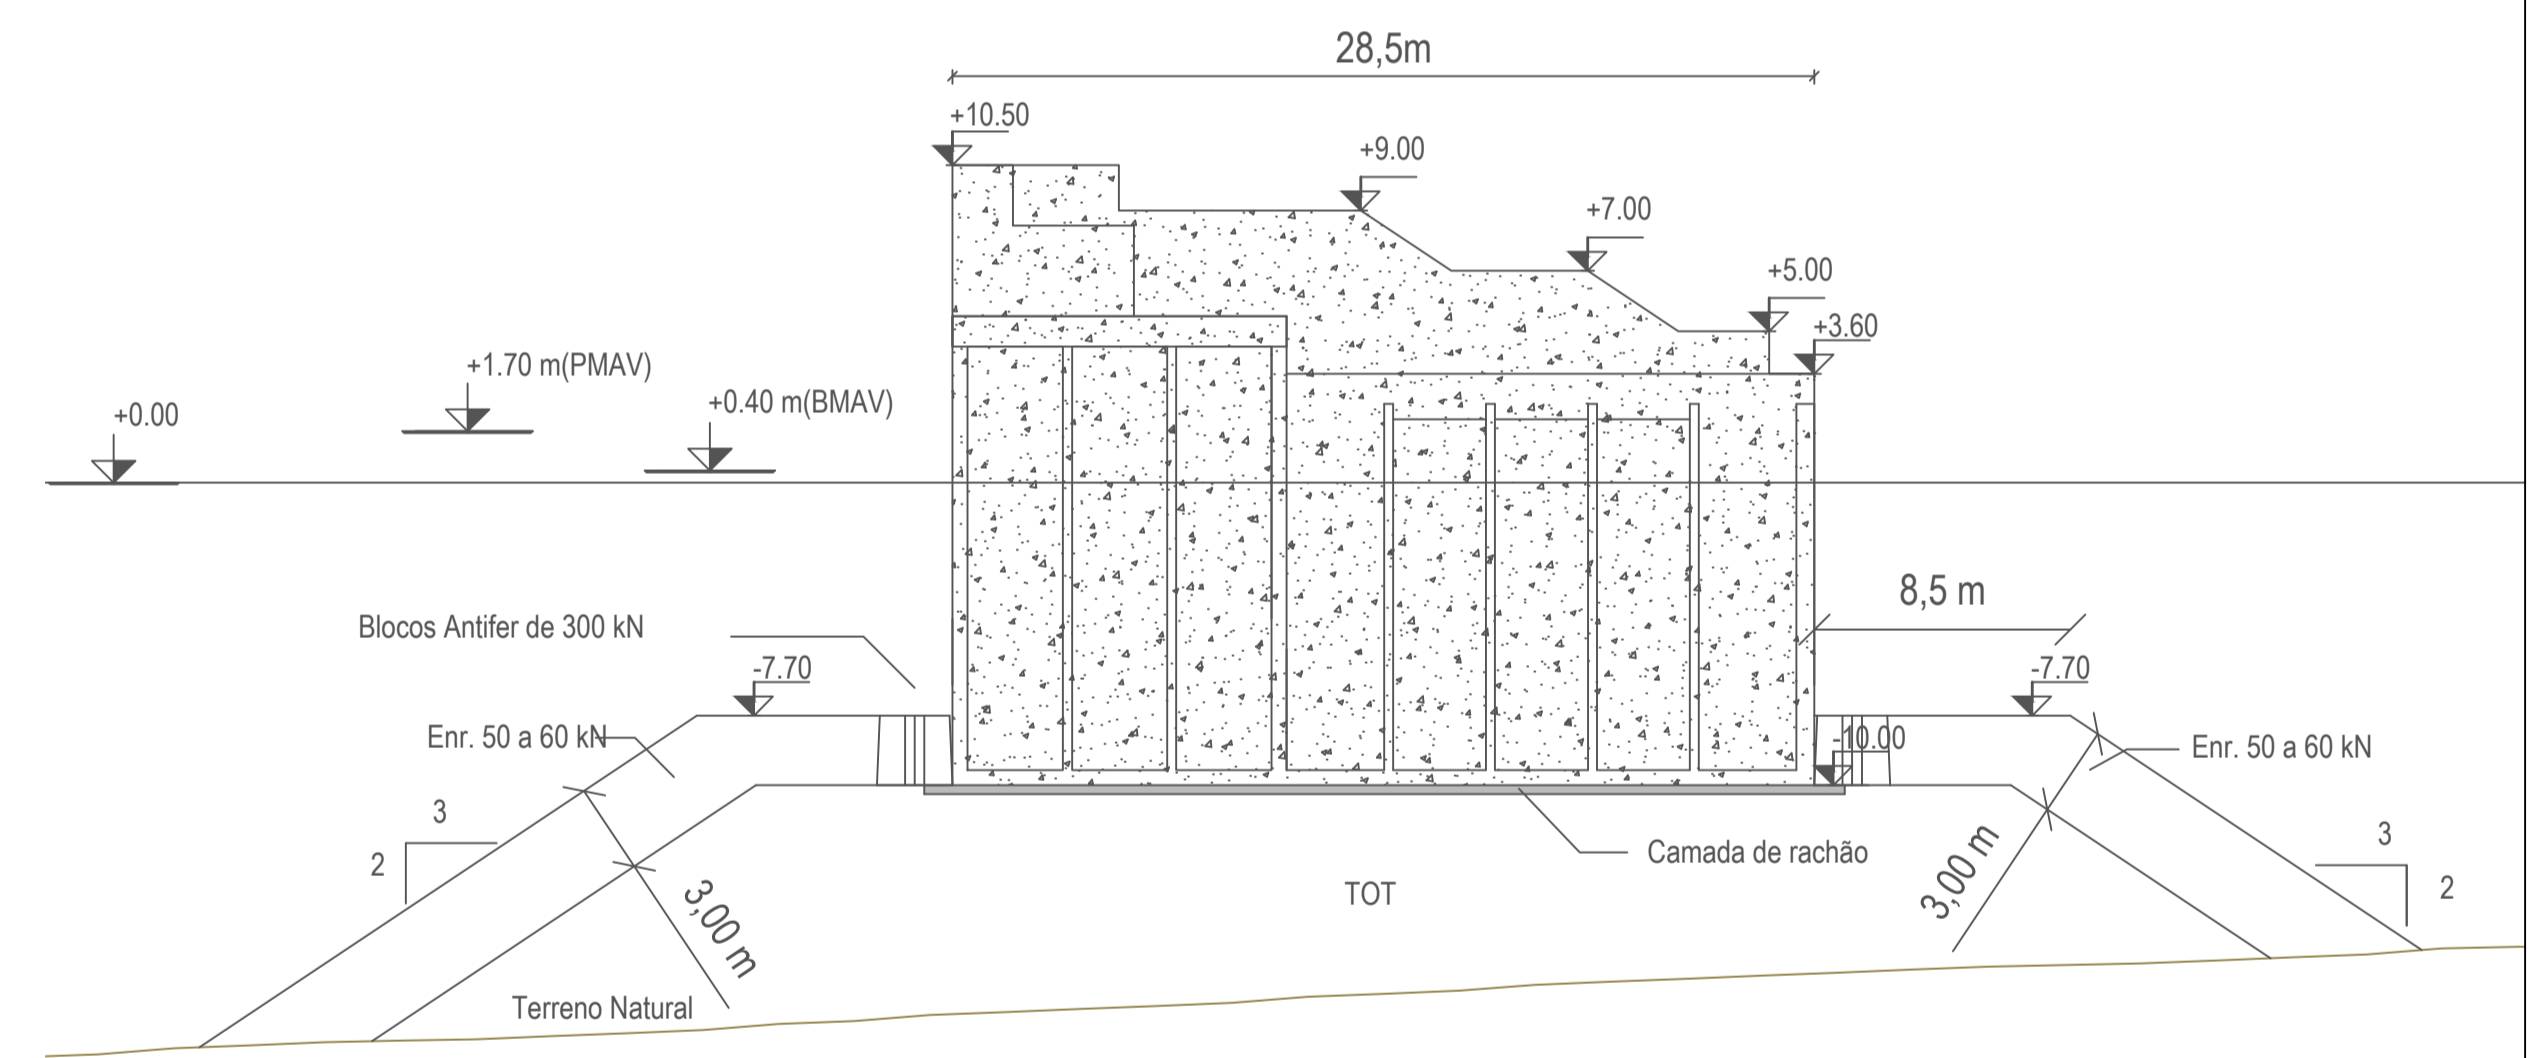 28,5m
+10.50
+9.00
+7.00
+5.00
+3.60
+1.70 m(PMAV)
+0.40 m(BMAV)
+0.00
8,5 m
Blocos Antifer de 300 kN
-7.70
-7.70
Enr. 50 a 60 kN
-10.00
Enr. 50 a 60 kN
3
2
3
2
Camada de rachão
3,00 m
3,00 m
TOT
Terreno Natural